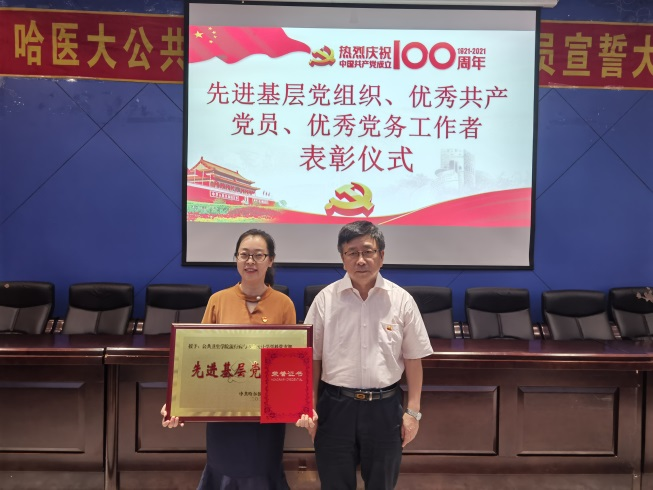 哈医大公共
员宣誓大
热烈庆祝
中国共产党成立
100
1921-2021
周年
先进基层党组织、优秀共产
党员、优秀党务工作者
表彰仪式
先进基层党
荣誉证书